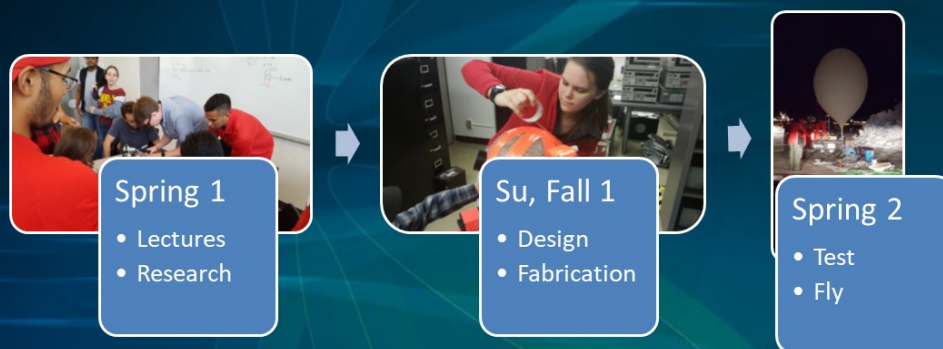 Spring 1
• Lectures
• Research
Su, Fall 1
• Design
• Fabrication
Spring 2
• Test
• Fly